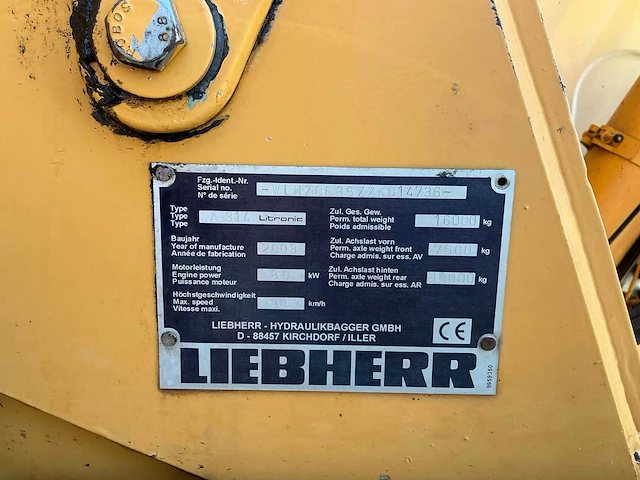 8.8
Fzg.-Ident.-Nr.
Serial no.
N° de série
Type
Type A 314 Litronic
Type
Baujahr
Year of manufacture 2003
Année de fabrication
Motorleistung
Engine power kW
Puissance moteur
Höchstgeschwindigkeit
Max. speed km/h
Vitesse maxi.
Zul. Ges. Gew.
Perm. total weight 16000 kg
Poids admissible
Zul. Achslast vorn
Perm. axle weight front 7500 kg
Charge admis. sur ess. AV
Zul. Achslast hinten
Perm. axle weight rear kg
Charge admis. sur ess. AR
LIEBHERR - HYDRAULIKBAGGER GMBH
D - 88457 KIRCHDORF / ILLER
CE
LIEBHERR
9959350